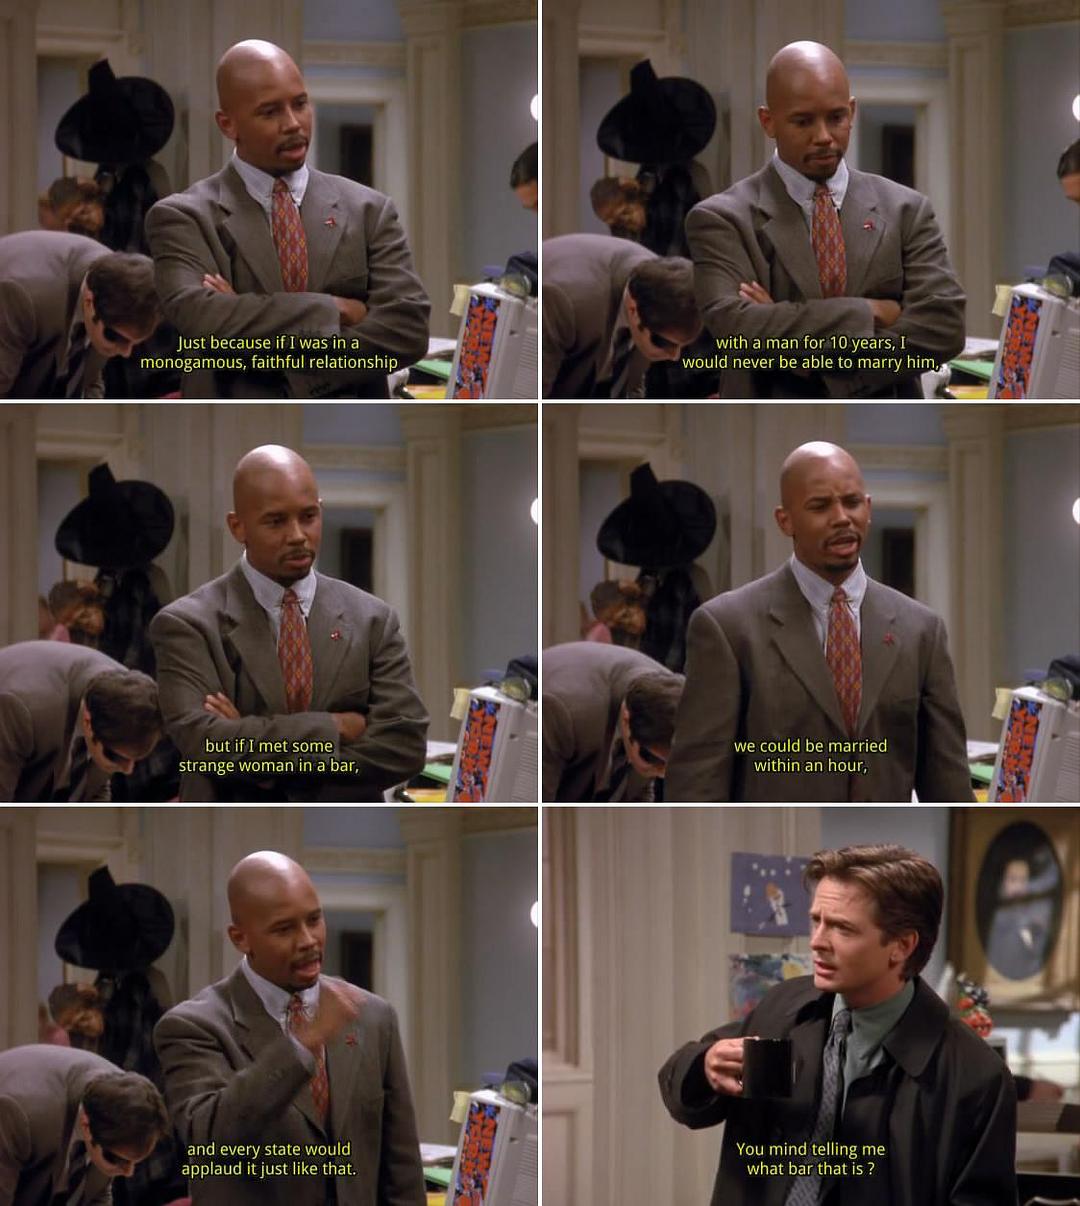 Just because if I was in a
monogamous, faithful relationship
with a man for 10 years, I
would never be able to marry him,
but if I met some
strange woman in a bar,
we could be married
within an hour,
and every state would
applaud it just like that.
You mind telling me
what bar that is ?